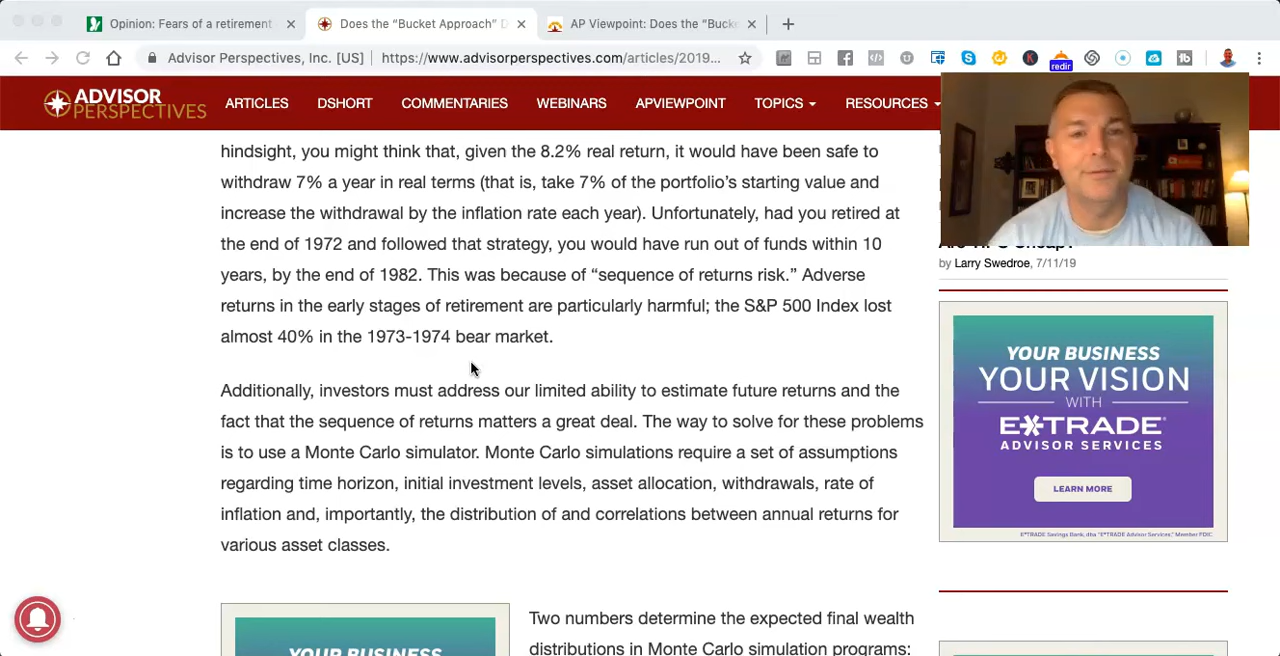 Opinion: Fears of a retirement
Does the “Bucket Approach” D
AP Viewpoint: Does the “Bucke
Advisor Perspectives, Inc. [US]
https://www.advisorperspectives.com/articles/2019...
redir
ADVISOR
PERSPECTIVES
ARTICLES
DSHORT
COMMENTARIES
WEBINARS
APVIEWPOINT
TOPICS
RESOURCES
hindsight, you might think that, given the 8.2% real return, it would have been safe to
withdraw 7% a year in real terms (that is, take 7% of the portfolio’s starting value and
increase the withdrawal by the inflation rate each year). Unfortunately, had you retired at
the end of 1972 and followed that strategy, you would have run out of funds within 10
years, by the end of 1982. This was because of “sequence of returns risk.” Adverse
returns in the early stages of retirement are particularly harmful; the S&P 500 Index lost
almost 40% in the 1973-1974 bear market.
Additionally, investors must address our limited ability to estimate future returns and the
fact that the sequence of returns matters a great deal. The way to solve for these problems
is to use a Monte Carlo simulator. Monte Carlo simulations require a set of assumptions
regarding time horizon, initial investment levels, asset allocation, withdrawals, rate of
inflation and, importantly, the distribution of and correlations between annual returns for
various asset classes.
Two numbers determine the expected final wealth
distributions in Monte Carlo simulation programs:
YOUR BUSINESS
by Larry Swedroe, 7/11/19
YOUR BUSINESS
YOUR VISION
WITH
E*TRADE
ADVISOR SERVICES
LEARN MORE
E*TRADE Savings Bank, dba "E*TRADE Advisor Services," Member FDIC.